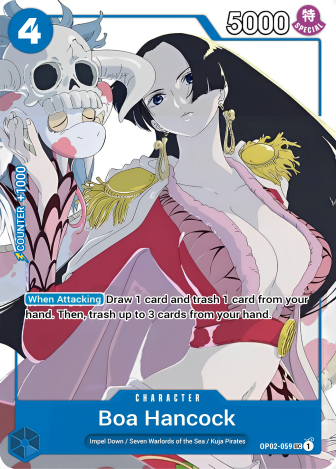 4
5000
特
SPECIAL
COUNTER +1000
When Attacking Draw 1 card and trash 1 card from your
hand. Then, trash up to 3 cards from your hand.
CHARACTER
Boa Hancock
Impel Down / Seven Warlords of the Sea / Kuja Pirates
OP02-059 UC 1